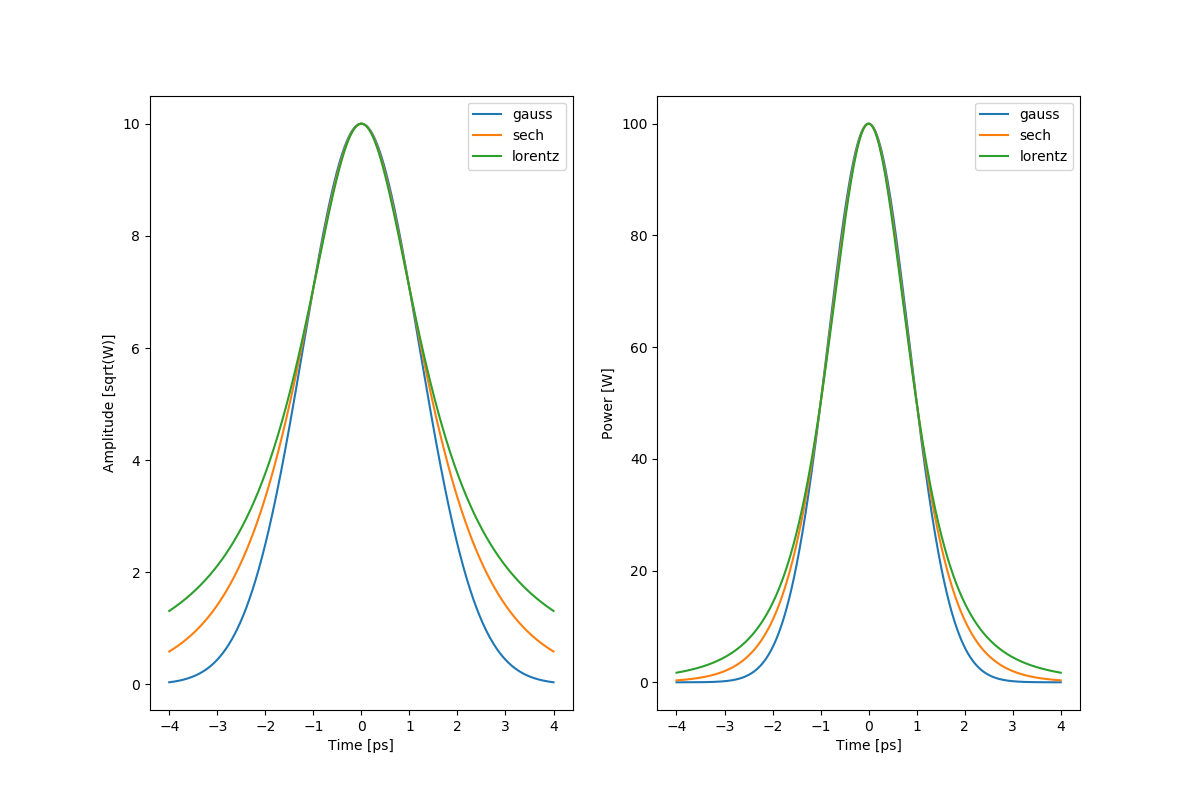 gauss
sech
lorentz
10
8
6
4
2
0
Amplitude [sqrt(W)]
−4 −3 −2 −1 0 1 2 3 4
Time [ps]
gauss
sech
lorentz
100
80
60
40
20
0
Power [W]
−4 −3 −2 −1 0 1 2 3 4
Time [ps]